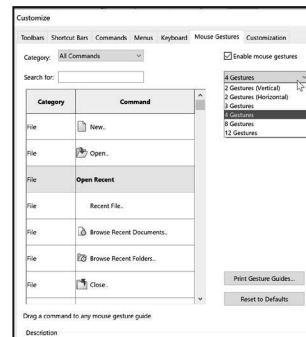 Customize
Toolbars Shortcut Bars Commands Menus Keyboard Mouse Gestures Customization
Category: All Commands
Enable mouse gestures
Search for:
4 Gestures
2 Gestures (Vertical)
2 Gestures (Horizontal)
3 Gestures
4 Gestures
8 Gestures
12 Gestures
Category Command
File New..
File Open..
File Open Recent
File Recent File..
File Browse Recent Documents..
File Browse Recent Folders..
File Close..
Print Gesture Guides...
Reset to Defaults
Drag a command to any mouse gesture guide
Description